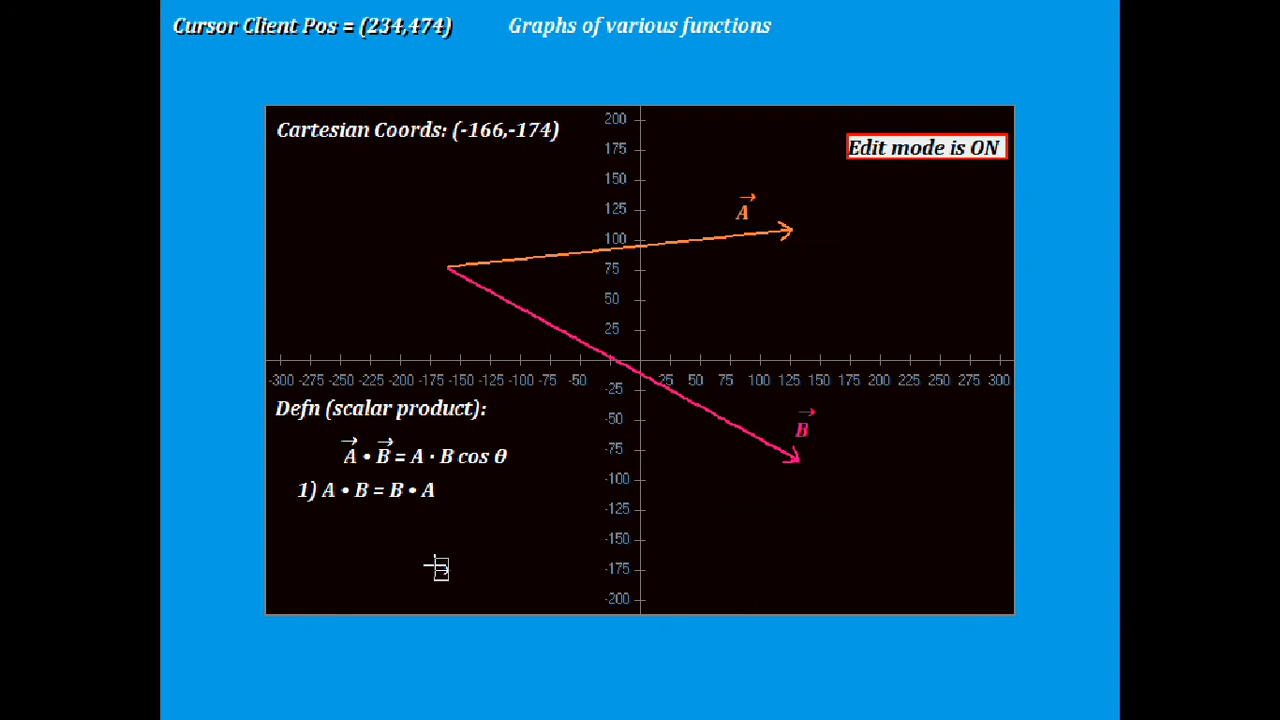 Cursor Client Pos = (234,474) Graphs of various functions
Cartesian Coords: (-166,-174)
Edit mode is ON
200
175
150
125
100
75
50
25
-300 -275 -250 -225 -200 -175 -150 -125 -100 -75 -50 25 50 75 100 125 150 175 200 225 250 275 300
-25
-50
-75
-100
-125
-150
-175
-200
A
B
Defn (scalar product):
A • B = A · B cos θ
1) A • B = B • A